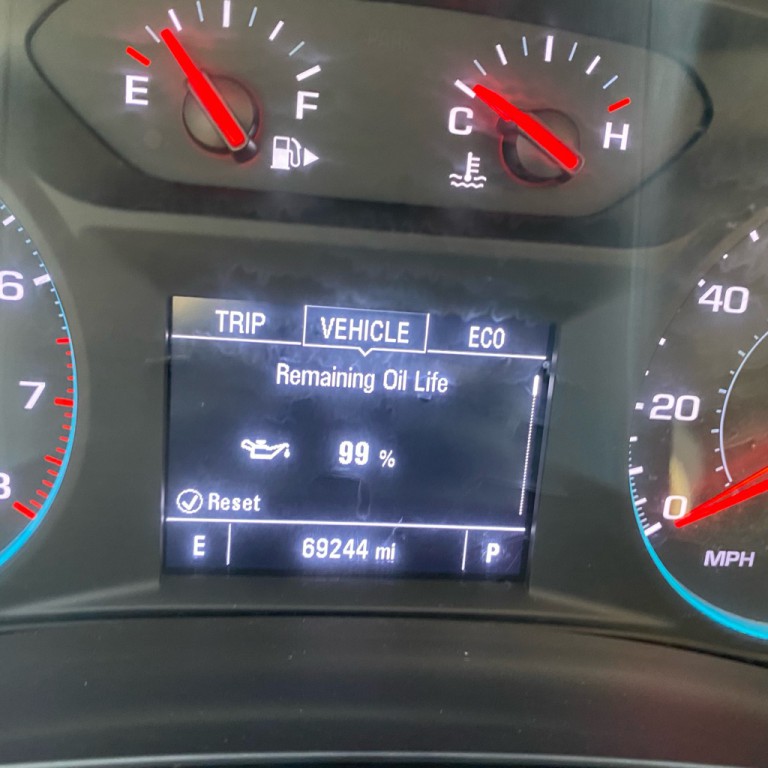 E F
C H
6
7
8
TRIP VEHICLE ECO
Remaining Oil Life
99 %
Reset
E 69244 mi P
40
20
0
MPH